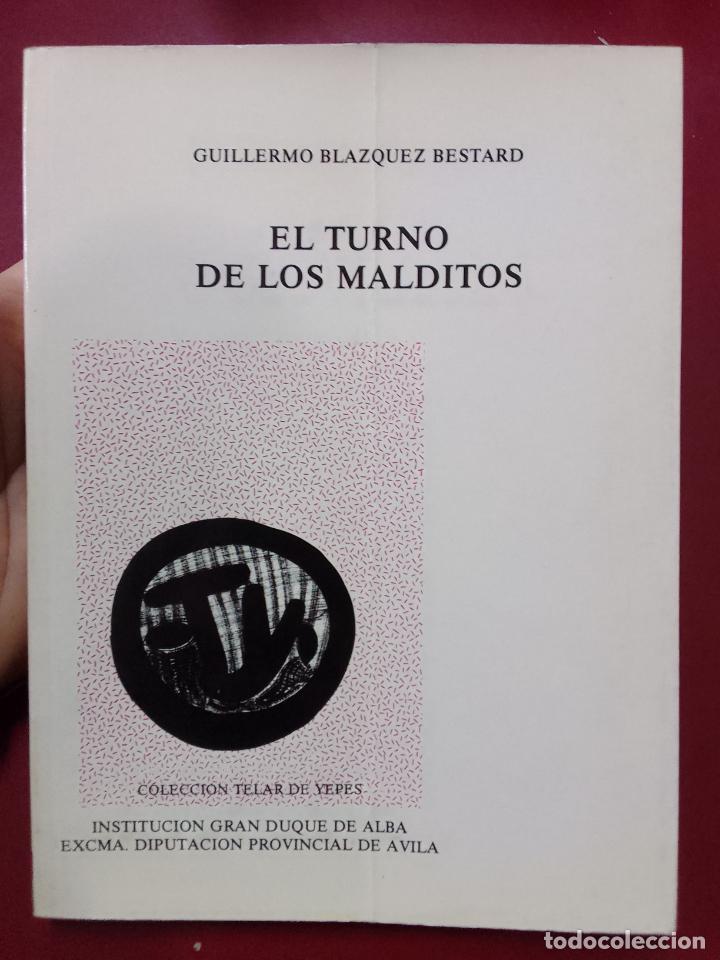 GUILLERMO BLAZQUEZ BESTARD
EL TURNO
DE LOS MALDITOS
COLECCION TELAR DE YEPES
INSTITUCION GRAN DUQUE DE ALBA
EXCMA. DIPUTACION PROVINCIAL DE AVILA
todocoleccion